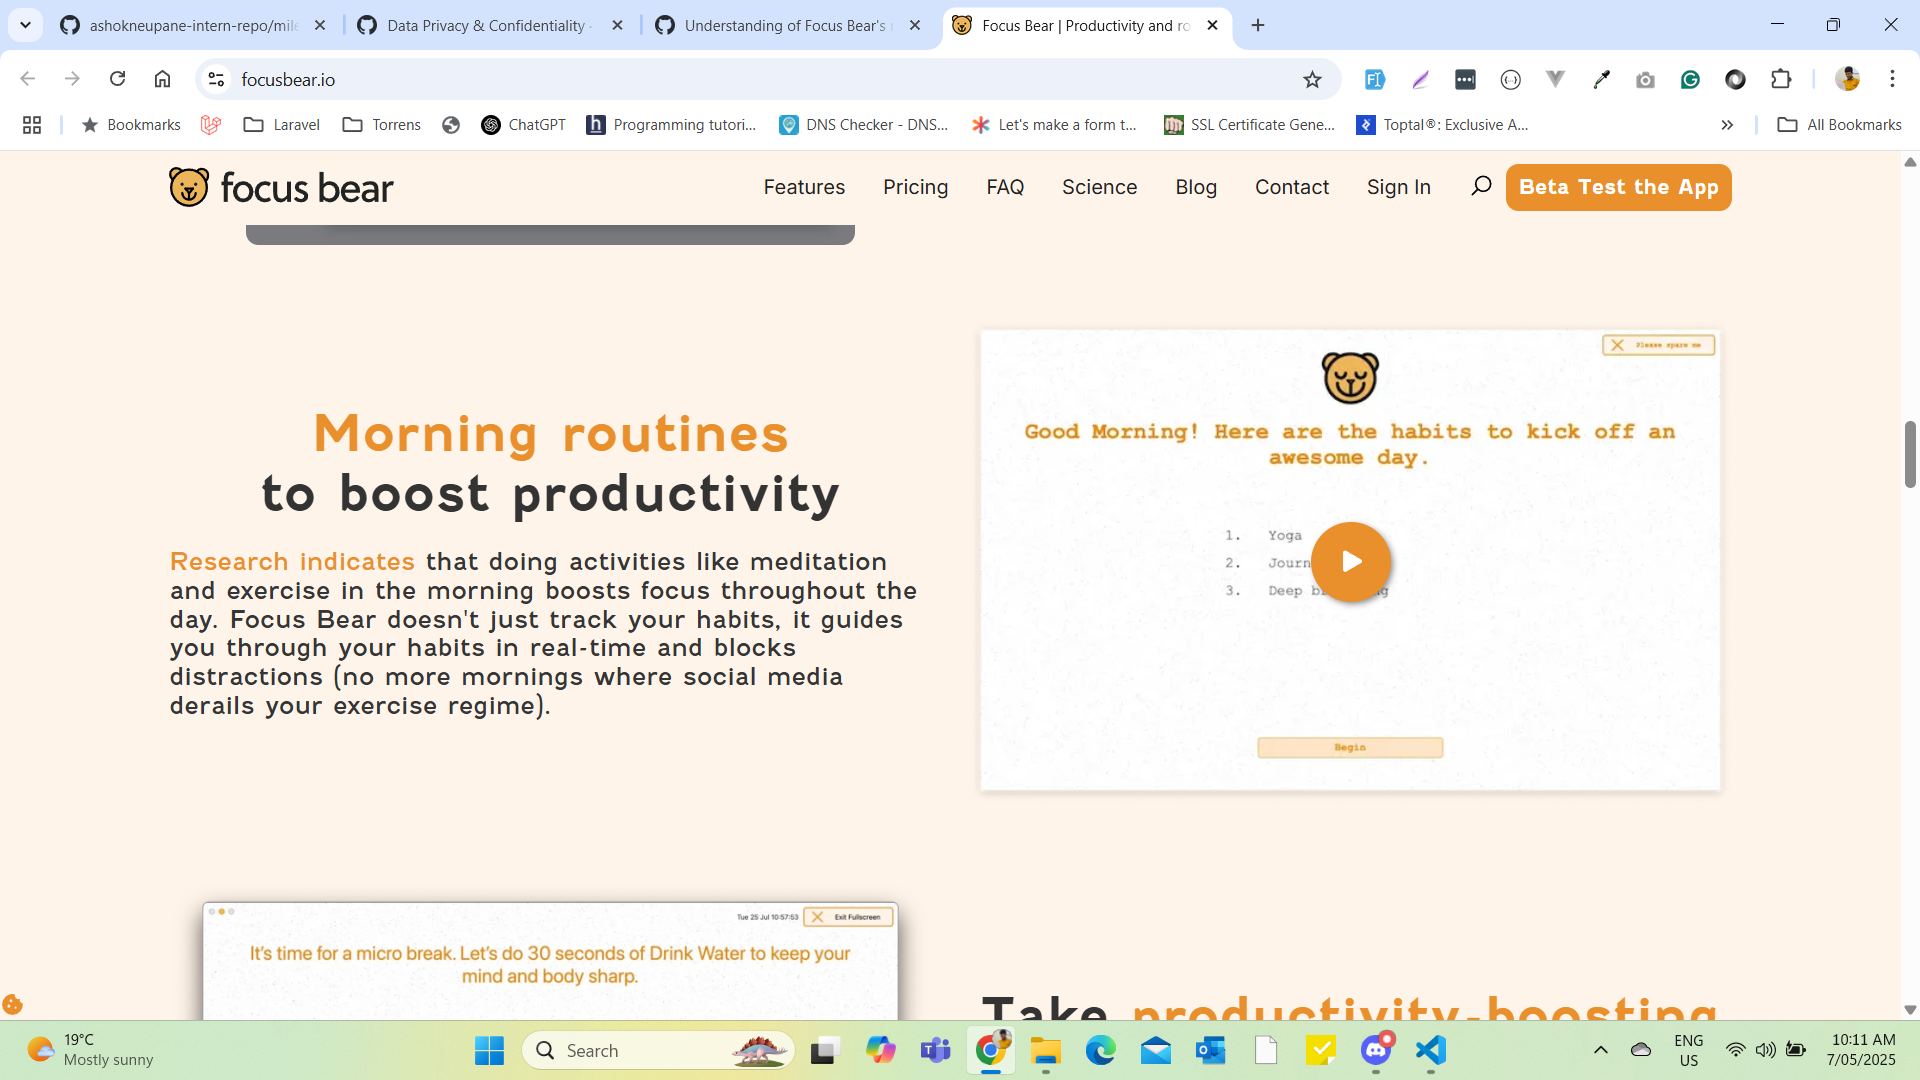 ashokneupane-intern-repo/mile
Data Privacy & Confidentiality
Understanding of Focus Bear's
Focus Bear | Productivity and ro
focusbear.io
Bookmarks
Laravel
Torrens
ChatGPT
Programming tutori...
DNS Checker - DNS...
Let's make a form t...
SSL Certificate Gene...
Toptal®: Exclusive A...
All Bookmarks
focus bear
Features
Pricing
FAQ
Science
Blog
Contact
Sign In
Beta Test the App
Morning routines
to boost productivity
Research indicates that doing activities like meditation
and exercise in the morning boosts focus throughout the
day. Focus Bear doesn't just track your habits, it guides
you through your habits in real-time and blocks
distractions (no more mornings where social media
derails your exercise regime).
Please spare me
Good Morning! Here are the habits to kick off an
awesome day.
1. Yoga
2. Journ
3. Deep b g
Begin
Tue 25 Jul 10:57:53
Exit Fullscreen
It's time for a micro break. Let's do 30 seconds of Drink Water to keep your
mind and body sharp.
Take productivity-boosting
19°C
Mostly sunny
Search
ENG
US
10:11 AM
7/05/2025